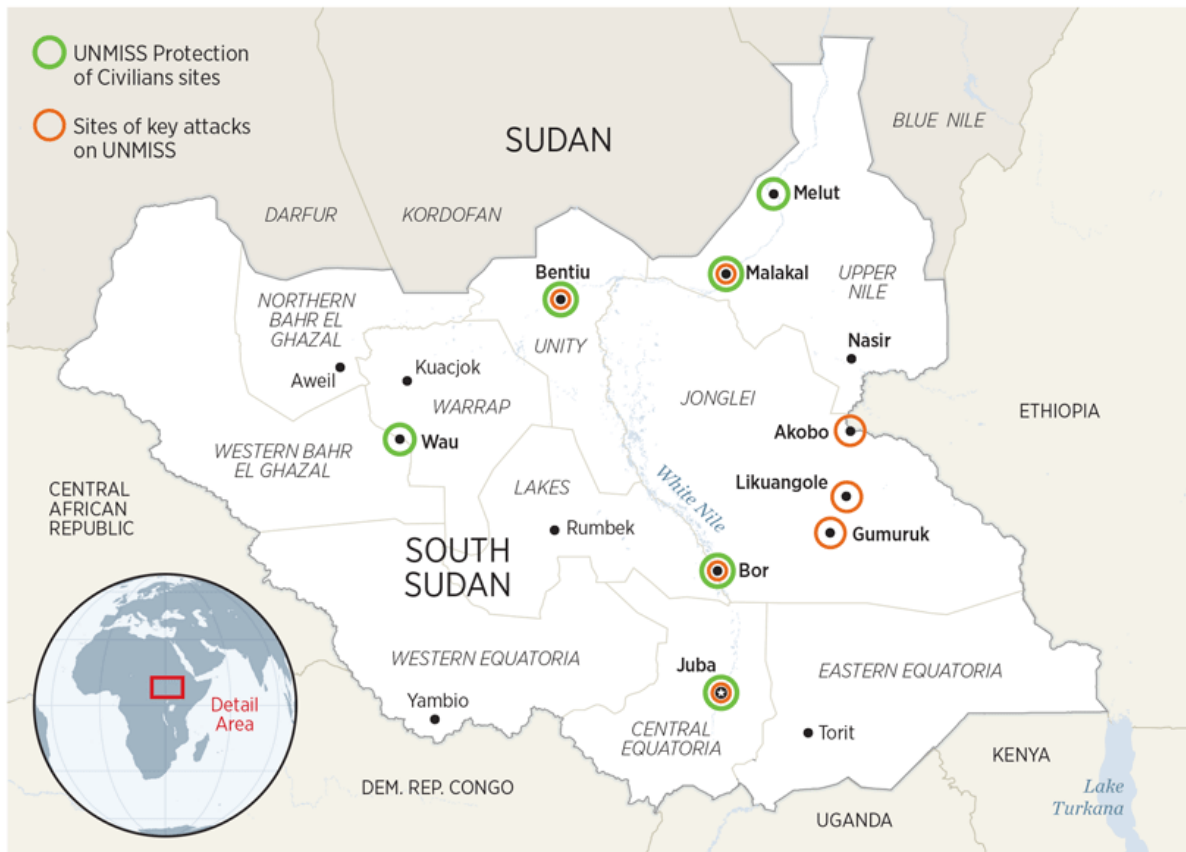 UNMISS Protection
of Civilians sites
Sites of key attacks
on UNMISS
SUDAN
BLUE NILE
DARFUR
KORDOFAN
Melut
Bentiu
Malakal
UPPER
NILE
NORTHERN
BAHR EL
GHAZAL
UNITY
Nasir
Aweil
Kuacjok
WARRAP
JONGLEI
ETHIOPIA
Akobo
Wau
WESTERN BAHR
EL GHAZAL
CENTRAL
AFRICAN
REPUBLIC
LAKES
White Nile
Likuangole
Rumbek
Gumuruk
SOUTH
SUDAN
Bor
WESTERN EQUATORIA
Juba
EASTERN EQUATORIA
Detail
Area
Yambio
CENTRAL
EQUATORIA
Torit
KENYA
DEM. REP. CONGO
Lake
Turkana
UGANDA